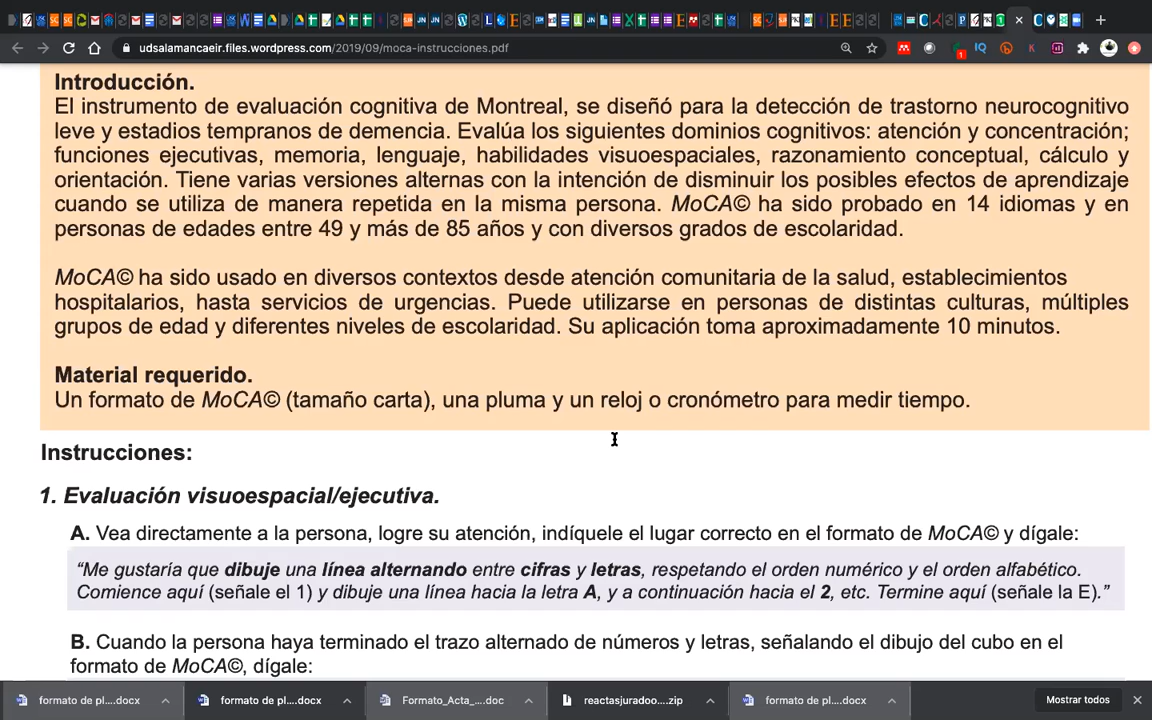 udsalamancaeir.files.wordpress.com/2019/09/moca-instrucciones.pdf
Introducción.
El instrumento de evaluación cognitiva de Montreal, se diseñó para la detección de trastorno neurocognitivo
leve y estadios tempranos de demencia. Evalúa los siguientes dominios cognitivos: atención y concentración;
funciones ejecutivas, memoria, lenguaje, habilidades visuoespaciales, razonamiento conceptual, cálculo y
orientación. Tiene varias versiones alternas con la intención de disminuir los posibles efectos de aprendizaje
cuando se utiliza de manera repetida en la misma persona. MoCA© ha sido probado en 14 idiomas y en
personas de edades entre 49 y más de 85 años y con diversos grados de escolaridad.
MoCA© ha sido usado en diversos contextos desde atención comunitaria de la salud, establecimientos
hospitalarios, hasta servicios de urgencias. Puede utilizarse en personas de distintas culturas, múltiples
grupos de edad y diferentes niveles de escolaridad. Su aplicación toma aproximadamente 10 minutos.
Material requerido.
Un formato de MoCA© (tamaño carta), una pluma y un reloj o cronómetro para medir tiempo.
Instrucciones:
1. Evaluación visuoespacial/ejecutiva.
A. Vea directamente a la persona, logre su atención, indíquele el lugar correcto en el formato de MoCA© y dígale:
“Me gustaría que dibuje una línea alternando entre cifras y letras, respetando el orden numérico y el orden alfabético.
Comience aquí (señale el 1) y dibuje una línea hacia la letra A, y a continuación hacia el 2, etc. Termine aquí (señale la E).”
B. Cuando la persona haya terminado el trazo alternado de números y letras, señalando el dibujo del cubo en el
formato de MoCA©, dígale:
formato de pl....docx
formato de pl....docx
Formato_Acta_....doc
reactasjuradoo....zip
formato de pl....docx
Mostrar todos